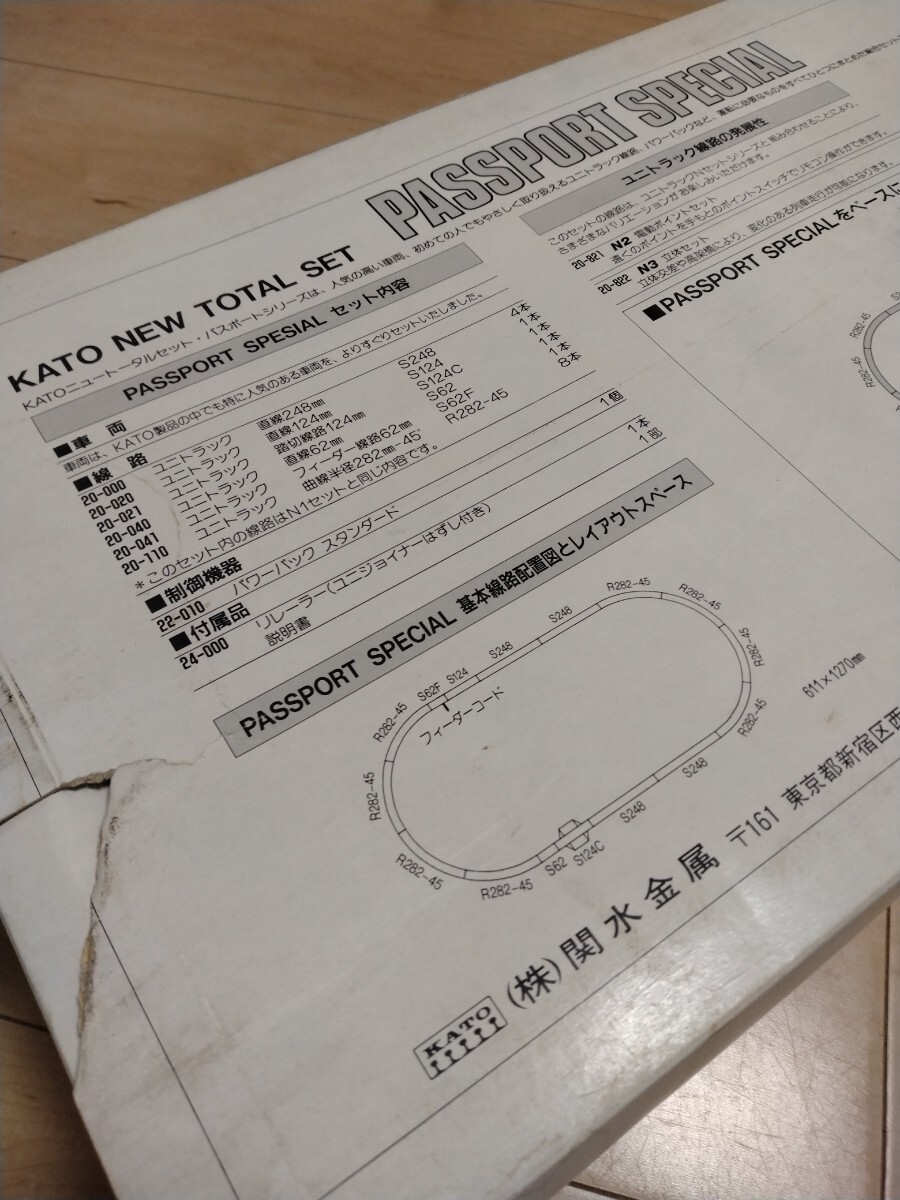 KATO NEW TOTAL SET PASSPORT SPECIAL
KATOニュートータルセット・パスポートシリーズは、人気の高い車両、初めての人でもやさしく取り扱えるユニトラック線路、パワーパックなど、運転に必要なものをすべてひとつにまとめた総合セット
PASSPORT SPESIAL セット内容
■車 両
車両は、KATO製品の中でも特に人気のある車両を、よりすぐりセットいたしました。
■線 路
20-000 ユニトラック 直線248㎜ S248 4本
20-020 ユニトラック 直線124㎜ S124 1本
20-021 ユニトラック 踏切線路124㎜ S124C 1本
20-040 ユニトラック 直線62㎜ S62 1本
20-041 ユニトラック フィーダー線路62㎜ S62F 1本
20-110 ユニトラック 曲線半径282㎜-45° R282-45 8本
*このセット内の線路はN1セットと同じ内容です。
■制御機器
22-010 パワーパック スタンダード 1個
■付属品
24-000 リレーラー(ユニジョイナーはずし付き) 1本
説明書 1部
PASSPORT SPECIAL 基本線路配置図とレイアウトスペース
R282-45
R282-45
S248
S248
S124
S62F
R282-45
R282-45
R282-45
R282-45
R282-45
R282-45
S62
S124C
S248
S248
フィーダーコード
611×1270㎜
ユニトラック線路の発展性
このセットの線路は、ユニトラックNセットシリーズと組み合わせることにより、
さまざまなバリエーションがお楽しみいただけます。
20-821 N2 電動ポイントセット
遠くのポイントを手もとのポイントスイッチでリモコン操作ができます。
20-822 N3 立体セット
立体交差や高架橋により、変化のある列車走行が可能になります。
■PASSPORT SPECIALをベースに
R282-45
R282-45
KATO
(株)関水金属 〒161 東京都新宿区西